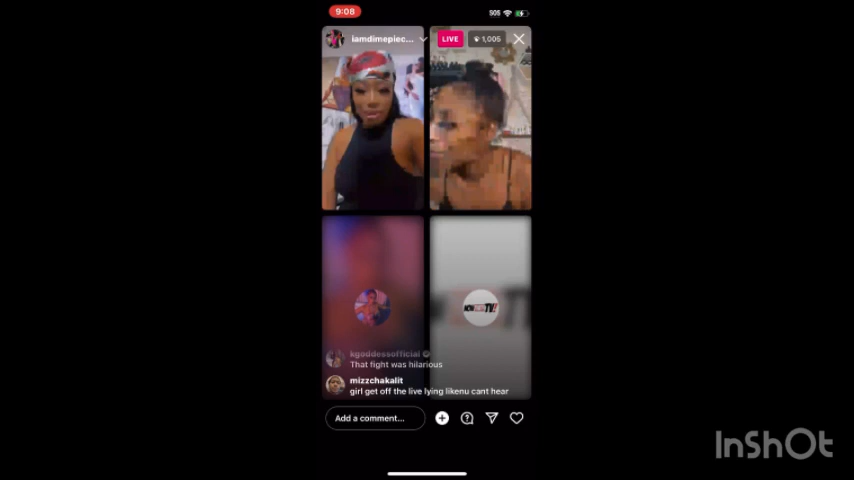 9:08
SOS
iamdimepiec...
LIVE
1,005
kgoddessofficial
That fight was hilarious
mizzchakalit
girl get off the live lying likenu cant hear
Add a comment...
InShOt